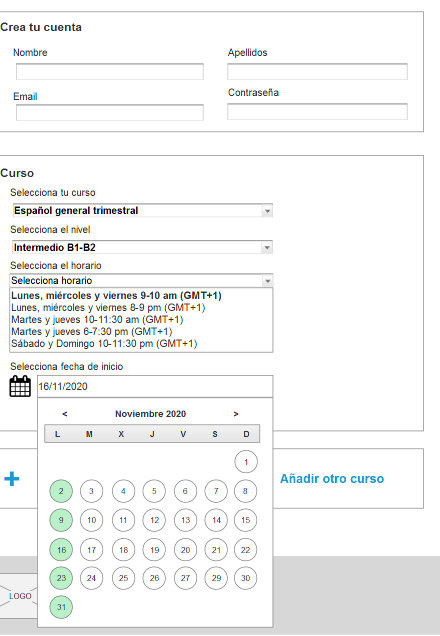 Crea tu cuenta
Nombre
Apellidos
Email
Contraseña
Curso
Selecciona tu curso
Español general trimestral
Selecciona el nivel
Intermedio B1-B2
Selecciona el horario
Selecciona horario
Lunes, miércoles y viernes 9-10 am (GMT+1)
Lunes, miércoles y viernes 8-9 pm (GMT+1)
Martes y jueves 10-11:30 am (GMT+1)
Martes y jueves 6-7:30 pm (GMT+1)
Sábado y Domingo 10-11:30 pm (GMT+1)
Selecciona fecha de inicio
16/11/2020
< Noviembre 2020 >
L M X J V S D
1
2 3 4 5 6 7 8
9 10 11 12 13 14 15
16 17 18 19 20 21 22
23 24 25 26 27 29 30
31
+ Añadir otro curso
LOGO